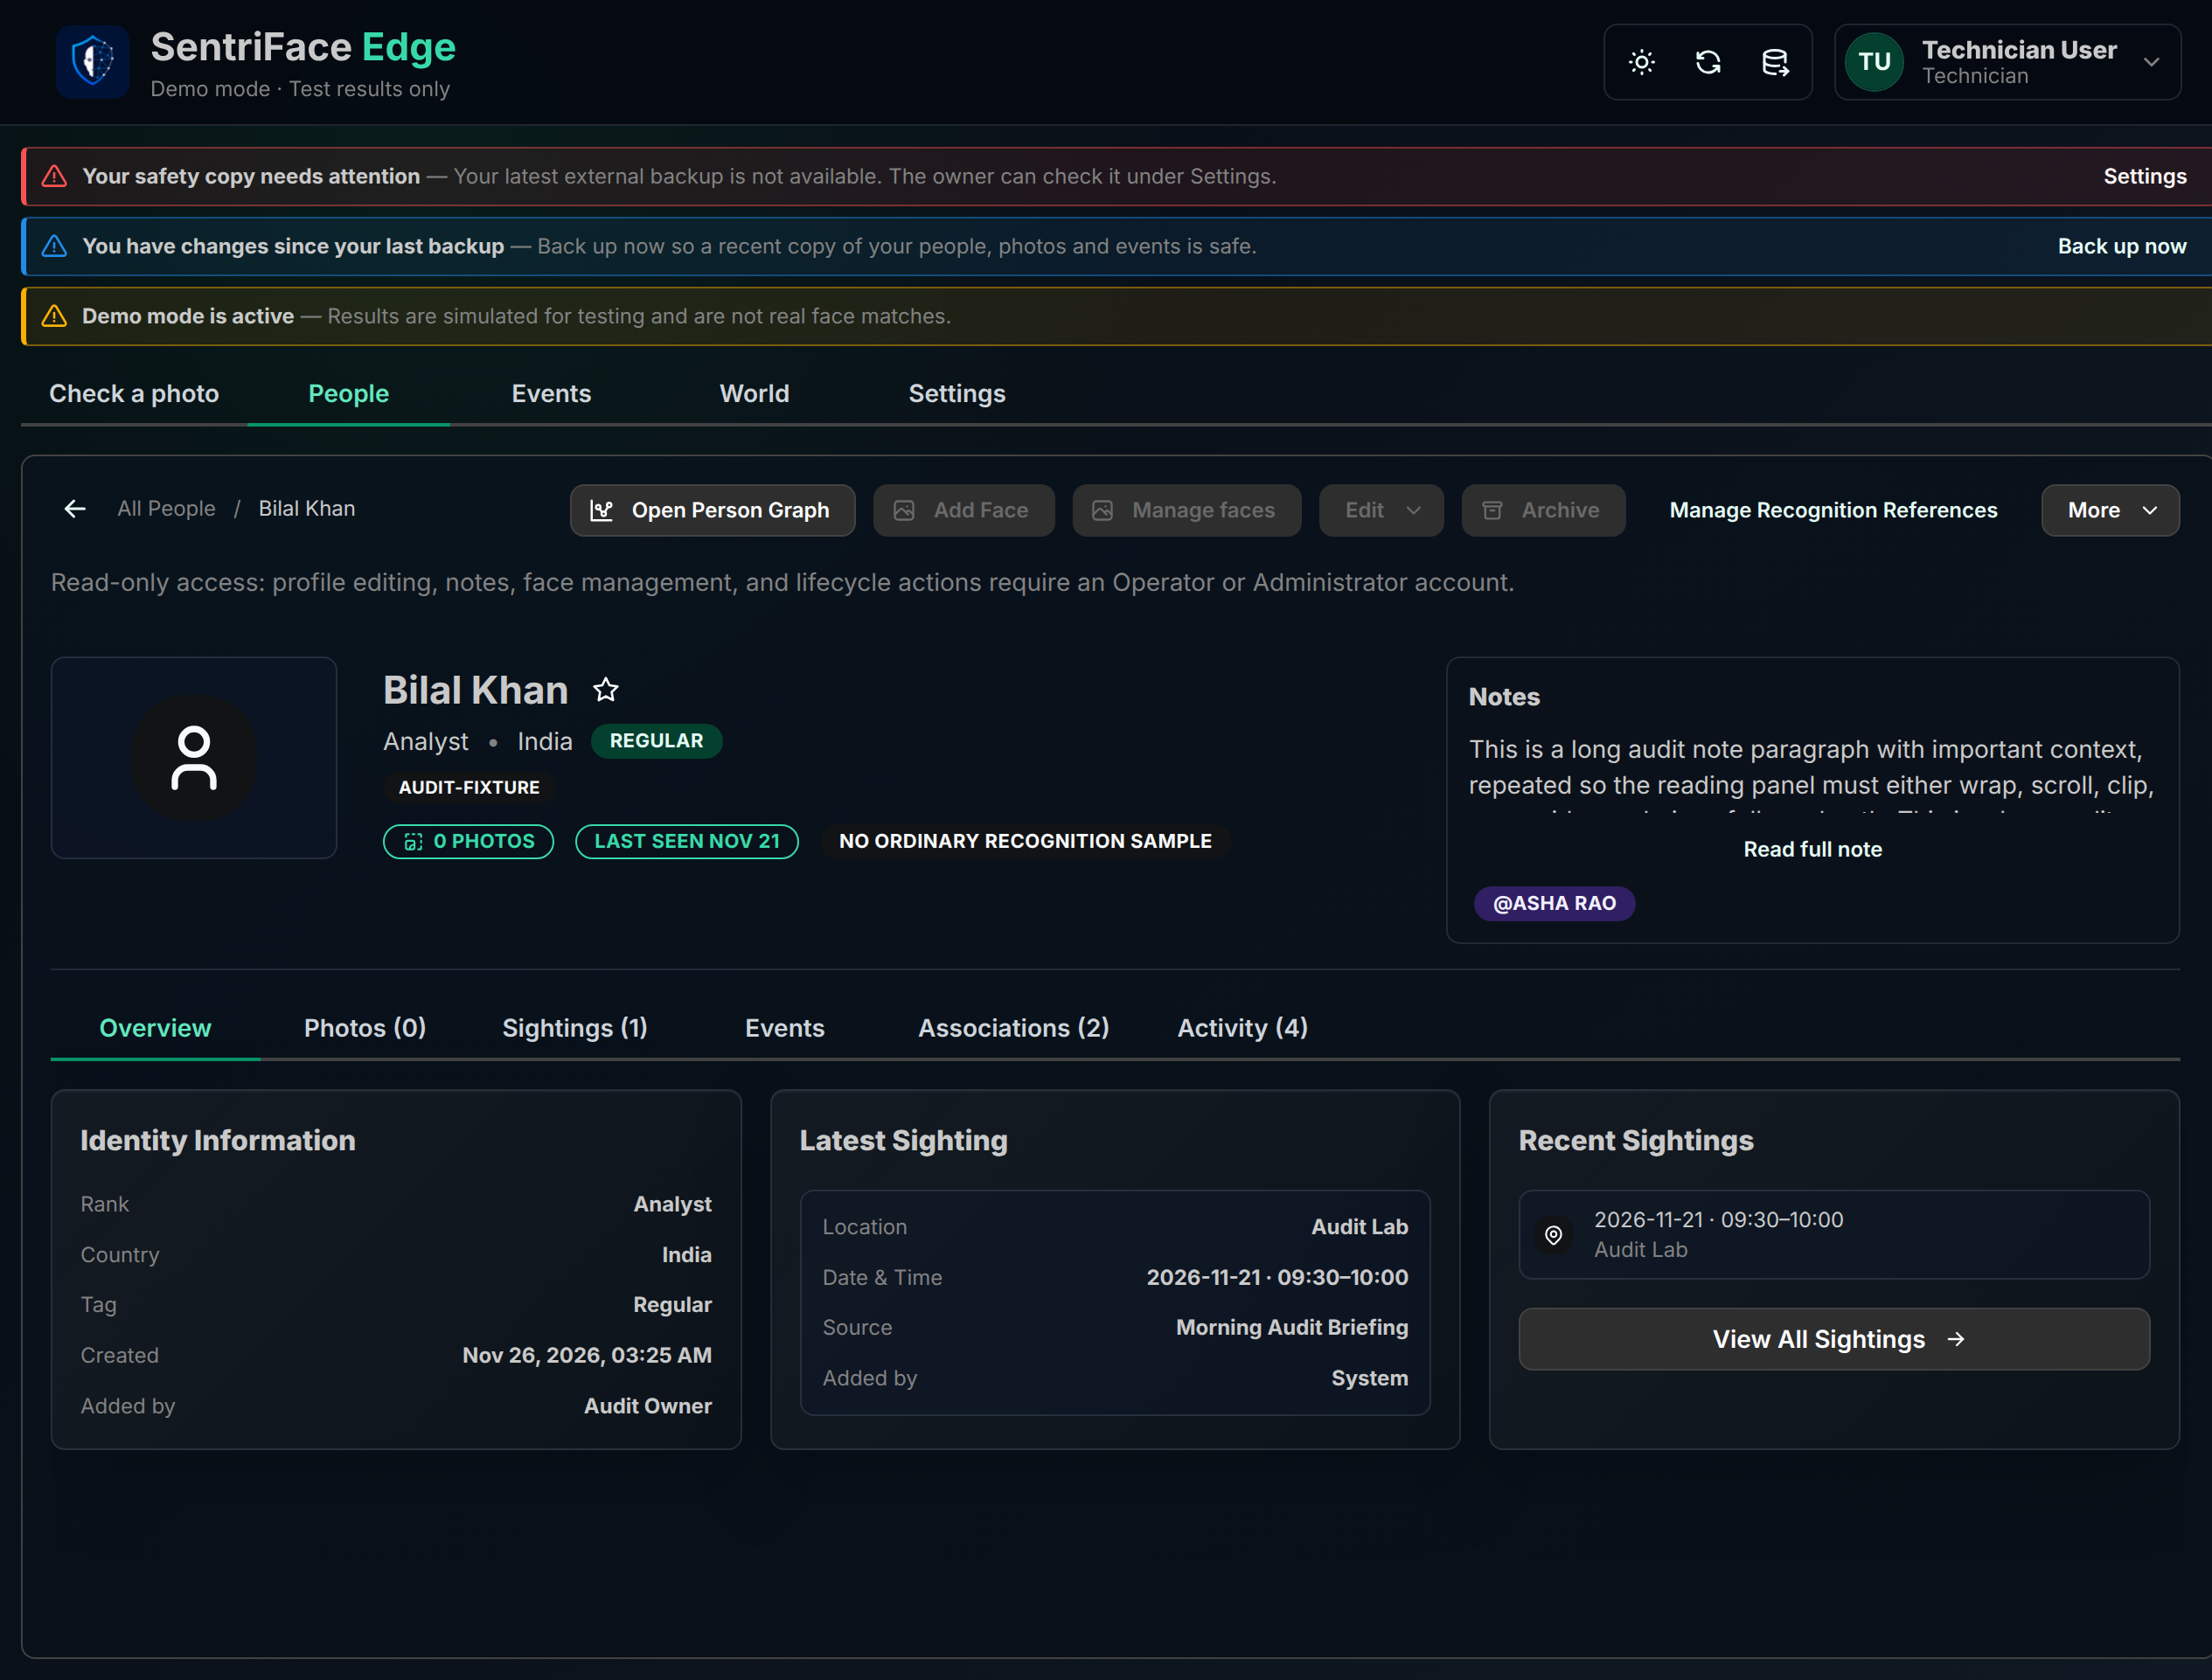 SentriFace Edge
Demo mode · Test results only
TU
Technician User
Technician
Your safety copy needs attention — Your latest external backup is not available. The owner can check it under Settings.
Settings
You have changes since your last backup — Back up now so a recent copy of your people, photos and events is safe.
Back up now
Demo mode is active — Results are simulated for testing and are not real face matches.
Check a photo
People
Events
World
Settings
All People / Bilal Khan
Open Person Graph
Add Face
Manage faces
Edit
Archive
Manage Recognition References
More
Read-only access: profile editing, notes, face management, and lifecycle actions require an Operator or Administrator account.
Bilal Khan
Analyst • India
REGULAR
AUDIT-FIXTURE
0 PHOTOS
LAST SEEN NOV 21
NO ORDINARY RECOGNITION SAMPLE
Notes
This is a long audit note paragraph with important context,
repeated so the reading panel must either wrap, scroll, clip,
Read full note
@ASHA RAO
Overview
Photos (0)
Sightings (1)
Events
Associations (2)
Activity (4)
Identity Information
Rank
Analyst
Country
India
Tag
Regular
Created
Nov 26, 2026, 03:25 AM
Added by
Audit Owner
Latest Sighting
Location
Audit Lab
Date & Time
2026-11-21 · 09:30–10:00
Source
Morning Audit Briefing
Added by
System
Recent Sightings
2026-11-21 · 09:30–10:00
Audit Lab
View All Sightings